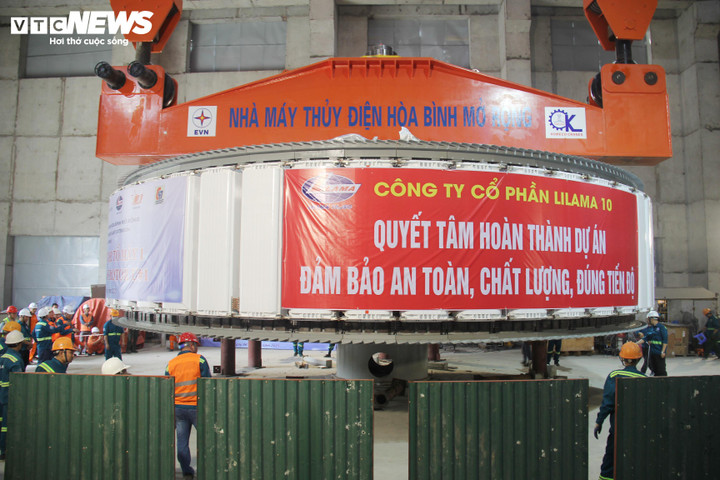 VTC NEWS
Hơi thở cuộc sống
EVN
NHÀ MÁY THỦY ĐIỆN HÒA BÌNH MỞ RỘNG
LILAMA
CÔNG TY CỔ PHẦN LILAMA 10
QUYẾT TÂM HOÀN THÀNH DỰ ÁN
ĐẢM BẢO AN TOÀN, CHẤT LƯỢNG, ĐÚNG TIẾN ĐỘ